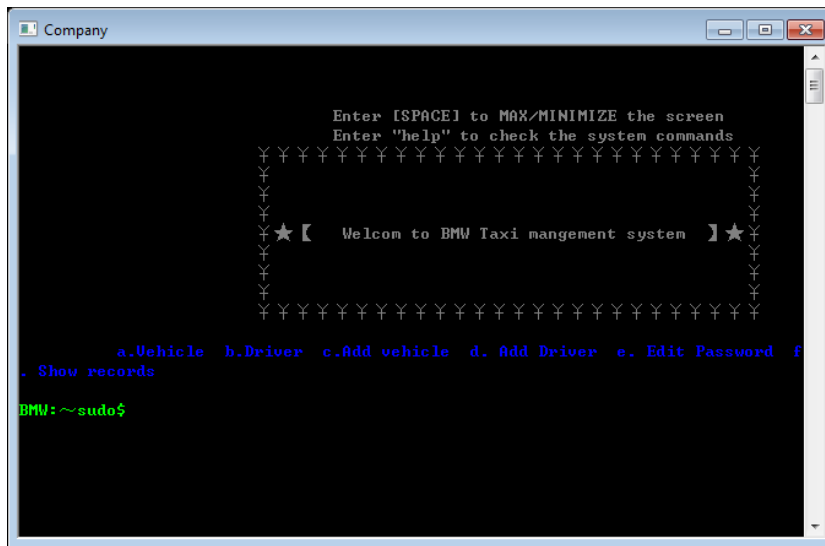 Company
Enter [SPACE] to MAX/MINIMIZE the screen
Enter "help" to check the system commands
￥￥￥￥￥￥￥￥￥￥￥￥￥￥￥￥￥￥￥￥￥￥￥￥￥￥
￥ ￥
￥ ￥
￥ ￥
￥★【 Welcom to BMW Taxi mangement system 】★￥
￥ ￥
￥ ￥
￥ ￥
￥￥￥￥￥￥￥￥￥￥￥￥￥￥￥￥￥￥￥￥￥￥￥￥￥￥
a.Vehicle b.Driver c.Add vehicle d. Add Driver e. Edit Password f
. Show records
BMW:~sudo$